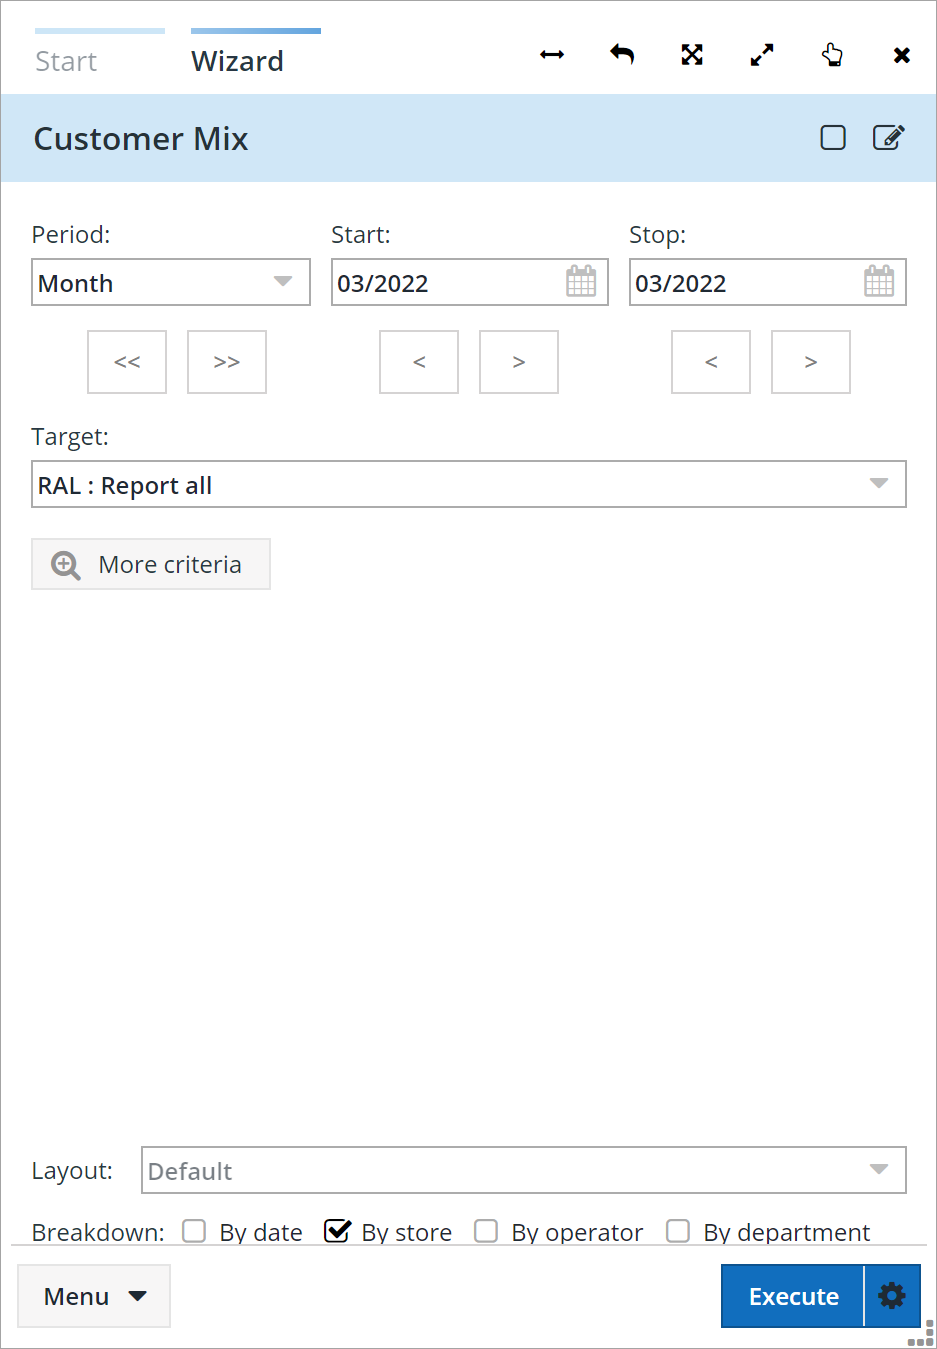 Start Wizard
Customer Mix
Period: Start: Stop:
Month 03/2022 03/2022
<< >> < > < >
Target:
RAL : Report all
More criteria
Layout: Default
Breakdown: By date By store By operator By department
Menu Execute